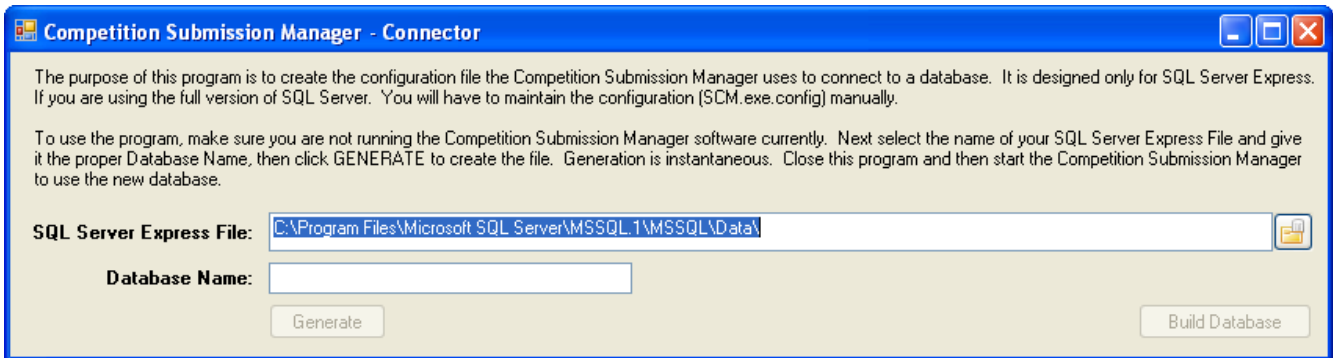 Competition Submission Manager - Connector
The purpose of this program is to create the configuration file the Competition Submission Manager uses to connect to a database. It is designed only for SQL Server Express.
If you are using the full version of SQL Server. You will have to maintain the configuration (SCM.exe.config) manually.
To use the program, make sure you are not running the Competition Submission Manager software currently. Next select the name of your SQL Server Express File and give
it the proper Database Name, then click GENERATE to create the file. Generation is instantaneous. Close this program and then start the Competition Submission Manager
to use the new database.
SQL Server Express File: C:\Program Files\Microsoft SQL Server\MSSQL.1\MSSQL\Data\
Database Name:
Generate Build Database